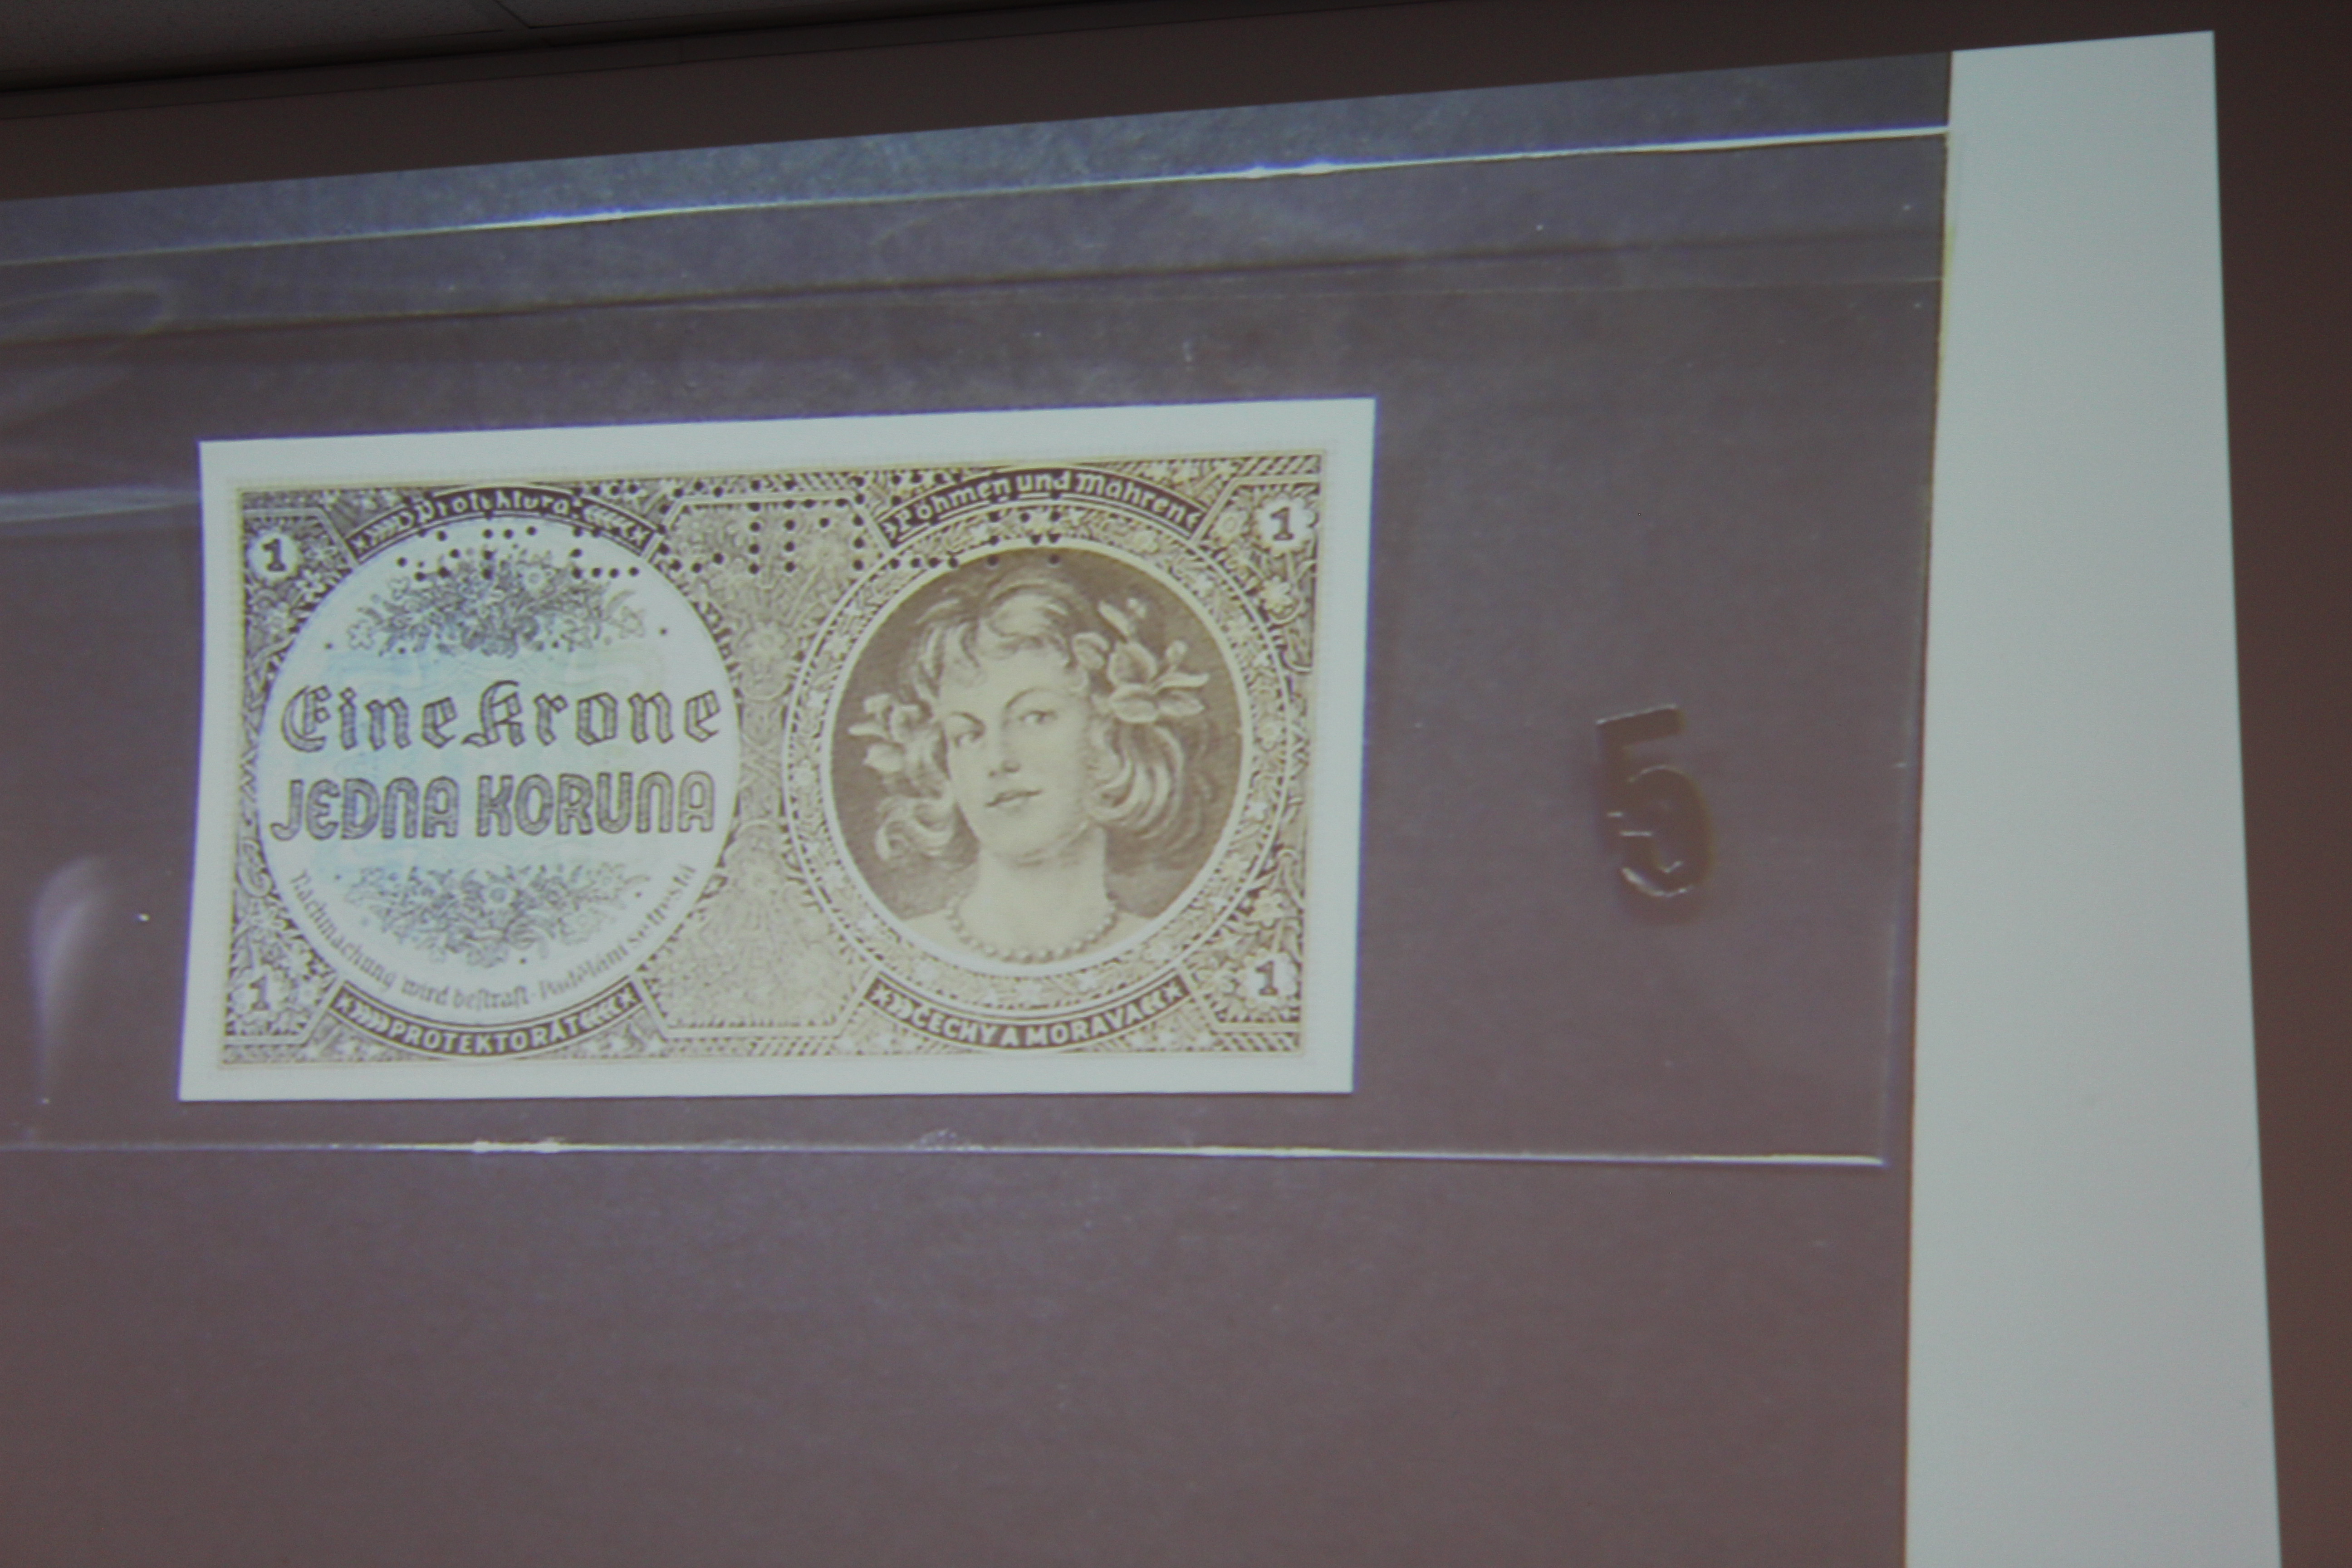 Protektorat
Böhmen und Mähren
1
1
Eine Krone
JEDNA KORUNA
5
Nachmachung wird bestraft · Padělání se trestá
1
1
PROTEKTORÁT
ČECHY A MORAVA